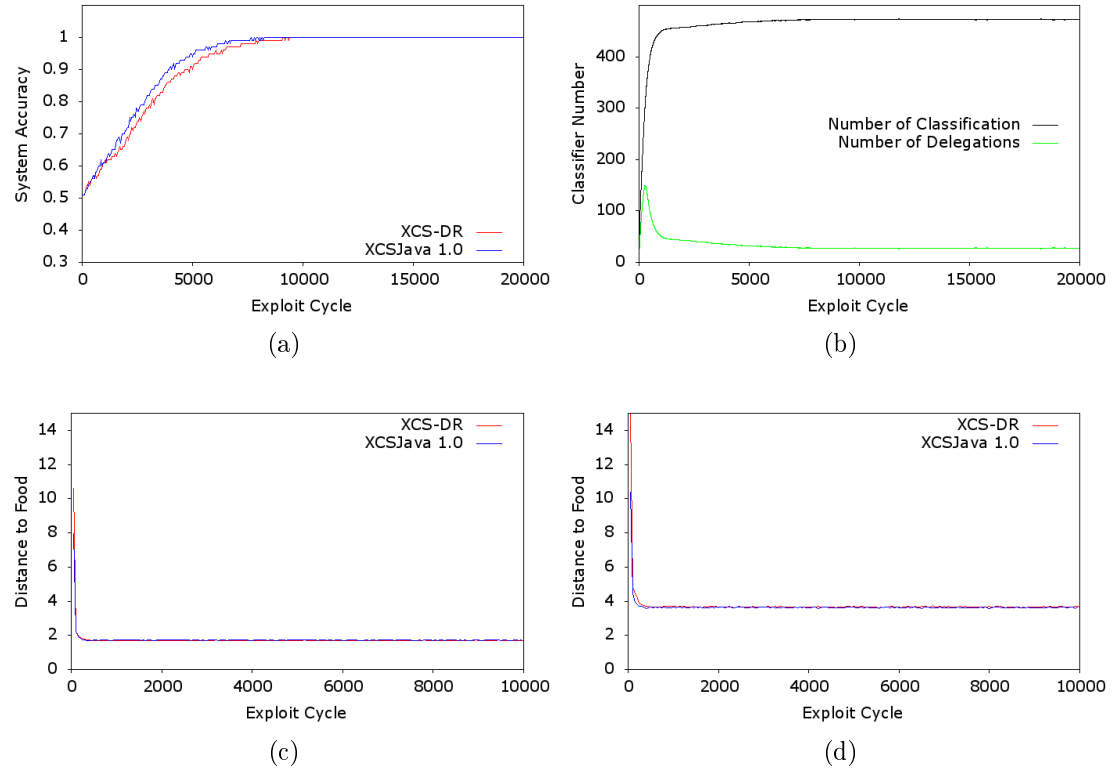 1
0.9
0.8
0.7
0.6
0.5
0.4
0.3
System Accuracy
XCS-DR
XCSJava 1.0
0 5000 10000 15000 20000
Exploit Cycle
(a)
400
300
200
100
0
Classifier Number
Number of Classification
Number of Delegations
0 5000 10000 15000 20000
Exploit Cycle
(b)
14
12
10
8
6
4
2
0
Distance to Food
XCS-DR
XCSJava 1.0
0 2000 4000 6000 8000 10000
Exploit Cycle
(c)
14
12
10
8
6
4
2
0
Distance to Food
XCS-DR
XCSJava 1.0
0 2000 4000 6000 8000 10000
Exploit Cycle
(d)